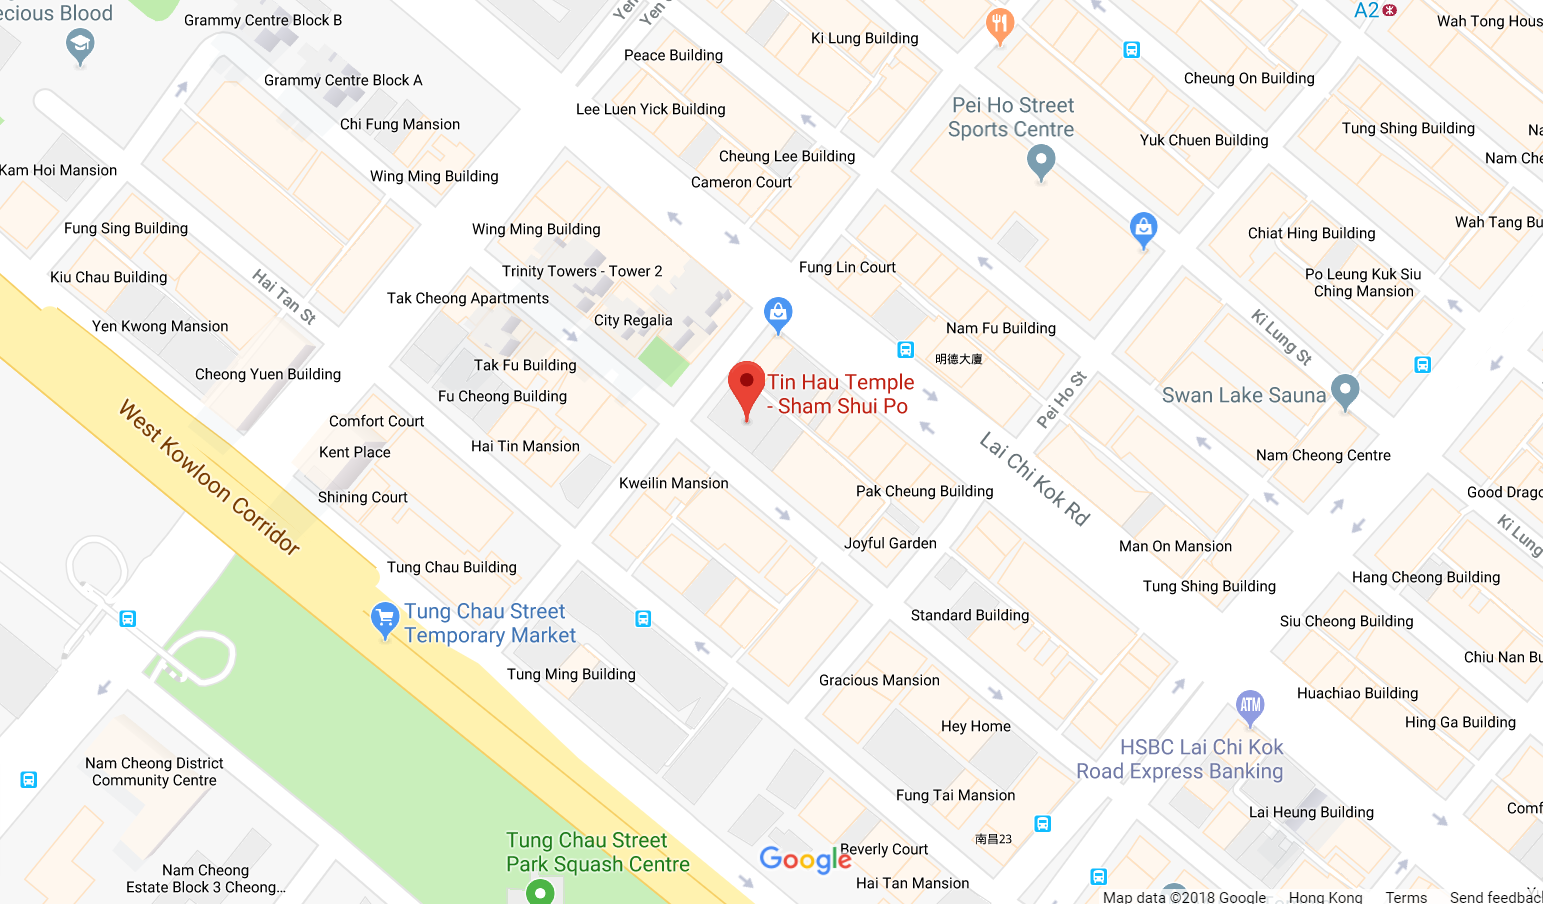 ecious Blood
Grammy Centre Block B
Yen
Yen C
A2
Wah Tong Hous
Ki Lung Building
Peace Building
Cheung On Building
Grammy Centre Block A
Lee Luen Yick Building
Pei Ho Street
Sports Centre
Chi Fung Mansion
Yuk Chuen Building
Tung Shing Building
Na
Cheung Lee Building
Nam Che
Kam Hoi Mansion
Wing Ming Building
Cameron Court
Fung Sing Building
Wing Ming Building
Chiat Hing Building
Wah Tang Bu
Kiu Chau Building
Hai Tan St
Trinity Towers - Tower 2
Fung Lin Court
Po Leung Kuk Siu
Ching Mansion
Tak Cheong Apartments
Yen Kwong Mansion
City Regalia
Nam Fu Building
Ki Lung St
明德大廈
Tak Fu Building
Cheong Yuen Building
Tin Hau Temple
- Sham Shui Po
Pei Ho St
Swan Lake Sauna
Fu Cheong Building
Comfort Court
West Kowloon Corridor
Kent Place
Hai Tin Mansion
Lai Chi Kok Rd
Nam Cheong Centre
Kweilin Mansion
Shining Court
Pak Cheung Building
Good Drago
Ki Lung
Joyful Garden
Man On Mansion
Tung Chau Building
Tung Shing Building
Hang Cheong Building
Tung Chau Street
Temporary Market
Standard Building
Siu Cheong Building
Chiu Nan Bu
Tung Ming Building
Gracious Mansion
Huachiao Building
ATM
Hey Home
Hing Ga Building
HSBC Lai Chi Kok
Road Express Banking
Nam Cheong District
Community Centre
Fung Tai Mansion
Lai Heung Building
Comf
南昌23
Tung Chau Street
Park Squash Centre
Google
Beverly Court
Nam Cheong
Estate Block 3 Cheong...
Hai Tan Mansion
Map data ©2018 Google
Hong Kong
Terms
Send feedbac